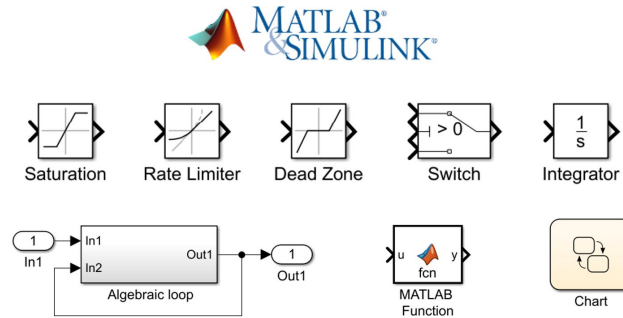 MATLAB®
&SIMULINK®
> 0
1
s
Saturation
Rate Limiter
Dead Zone
Switch
Integrator
1
In1
In1
In2
Out1
1
Out1
Algebraic loop
u
fcn
y
MATLAB
Function
Chart